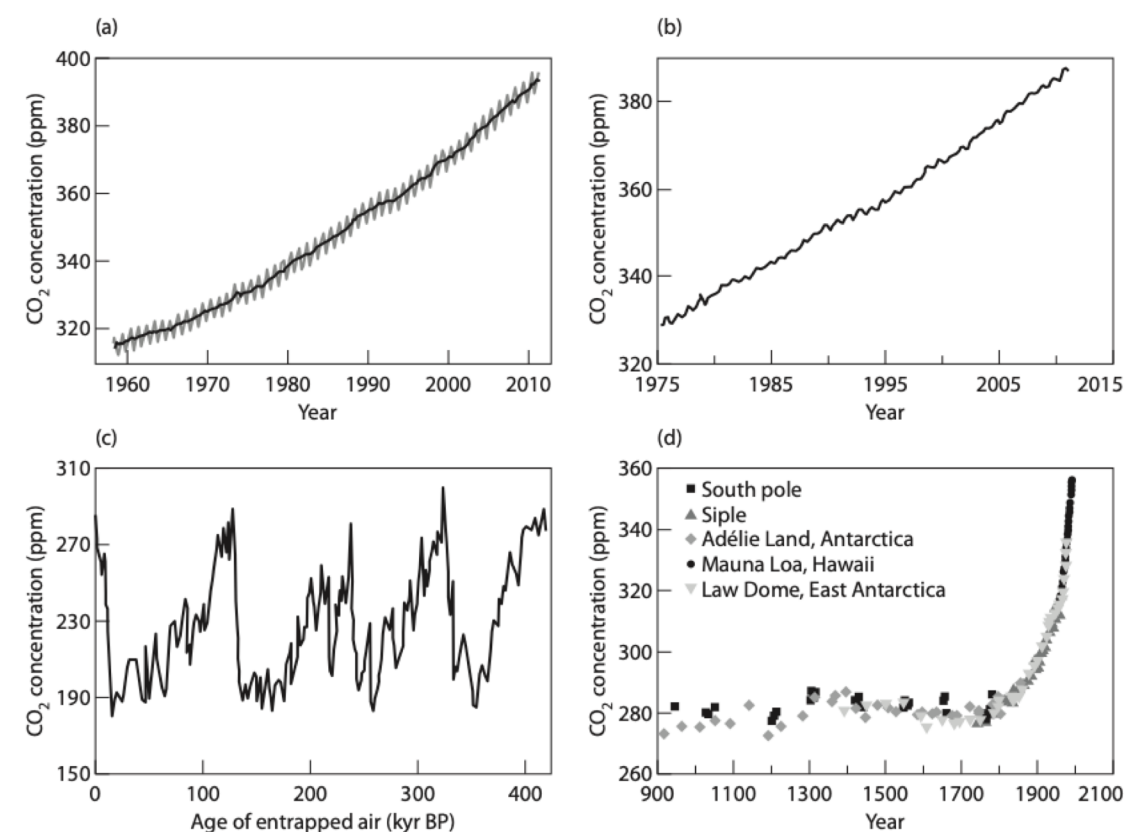 (a)
CO2 concentration (ppm)
400
380
360
340
320
1960 1970 1980 1990 2000 2010
Year
(b)
CO2 concentration (ppm)
380
360
340
320
1975 1985 1995 2005 2015
Year
(c)
CO2 concentration (ppm)
310
270
230
190
150
0 100 200 300 400
Age of entrapped air (kyr BP)
(d)
CO2 concentration (ppm)
360
340
320
300
280
260
South pole
Siple
Adélie Land, Antarctica
Mauna Loa, Hawaii
Law Dome, East Antarctica
900 1100 1300 1500 1700 1900 2100
Year